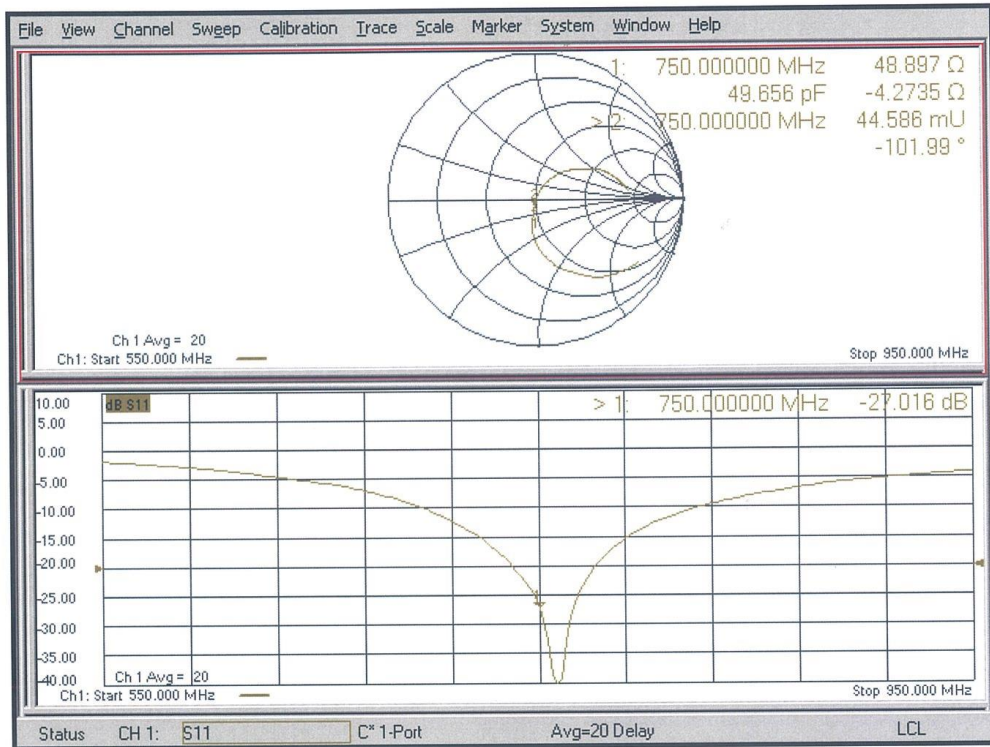 File View Channel Sweep Calibration Trace Scale Marker System Window Help
1: 750.000000 MHz 48.897 Ω
49.656 pF -4.2735 Ω
> 2: 750.000000 MHz 44.586 mU
-101.99 °
Ch 1 Avg = 20
Ch1: Start 550.000 MHz
Stop 950.000 MHz
10.00
dB S11
> 1: 750.000000 MHz -27.016 dB
5.00
0.00
-5.00
-10.00
-15.00
-20.00
-25.00
-30.00
-35.00
-40.00
Ch 1 Avg = 20
Ch1: Start 550.000 MHz
Stop 950.000 MHz
Status CH 1: S11 C* 1-Port Avg=20 Delay LCL